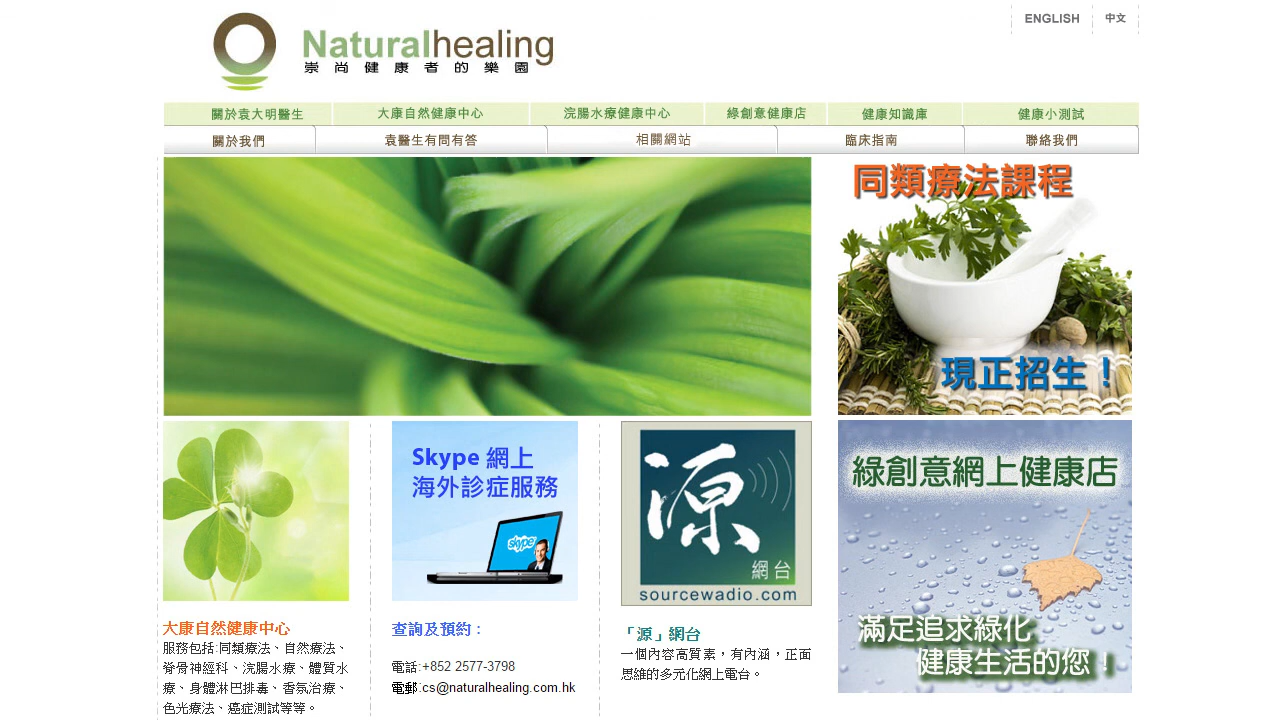 ENGLISH 中文
Naturalhealing
崇尚健康者的樂園
關於袁大明醫生 大康自然健康中心 浣腸水療健康中心 綠創意健康店 健康知識庫 健康小測試
關於我們 袁醫生有問有答 相關網站 臨床指南 聯絡我們
同類療法課程
現正招生！
Skype 網上
海外診症服務
skype
源
網台
sourcewadio.com
綠創意網上健康店
滿足追求綠化
健康生活的您！
大康自然健康中心
服務包括:同類療法、自然療法、
脊骨神經科、浣腸水療、體質水
療、身體淋巴排毒、香氛治療、
色光療法、癌症測試等等。
查詢及預約：
電話:+852 2577-3798
電郵:cs@naturalhealing.com.hk
「源」網台
一個內容高質素，有內涵，正面
思維的多元化網上電台。